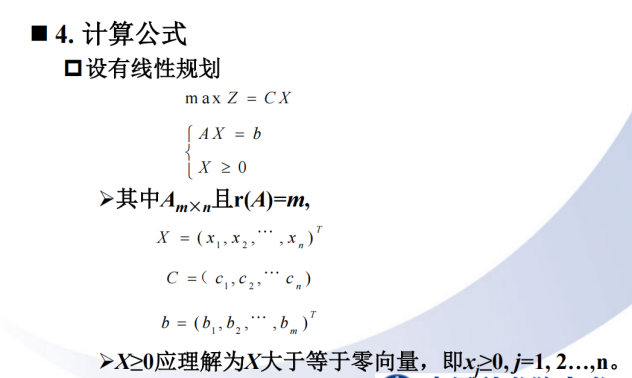 ■ 4. 计算公式
设有线性规划
max Z = CX
AX = b
X ≥ 0
➢其中A_{m×n}且r(A)=m,
X = (x_1, x_2, ⋯, x_n)^T
C = ( c_1, c_2, ⋯ c_n )
b = (b_1, b_2, ⋯, b_m)^T
➢X≥0应理解为X大于等于零向量，即x_j≥0, j=1, 2…,n。